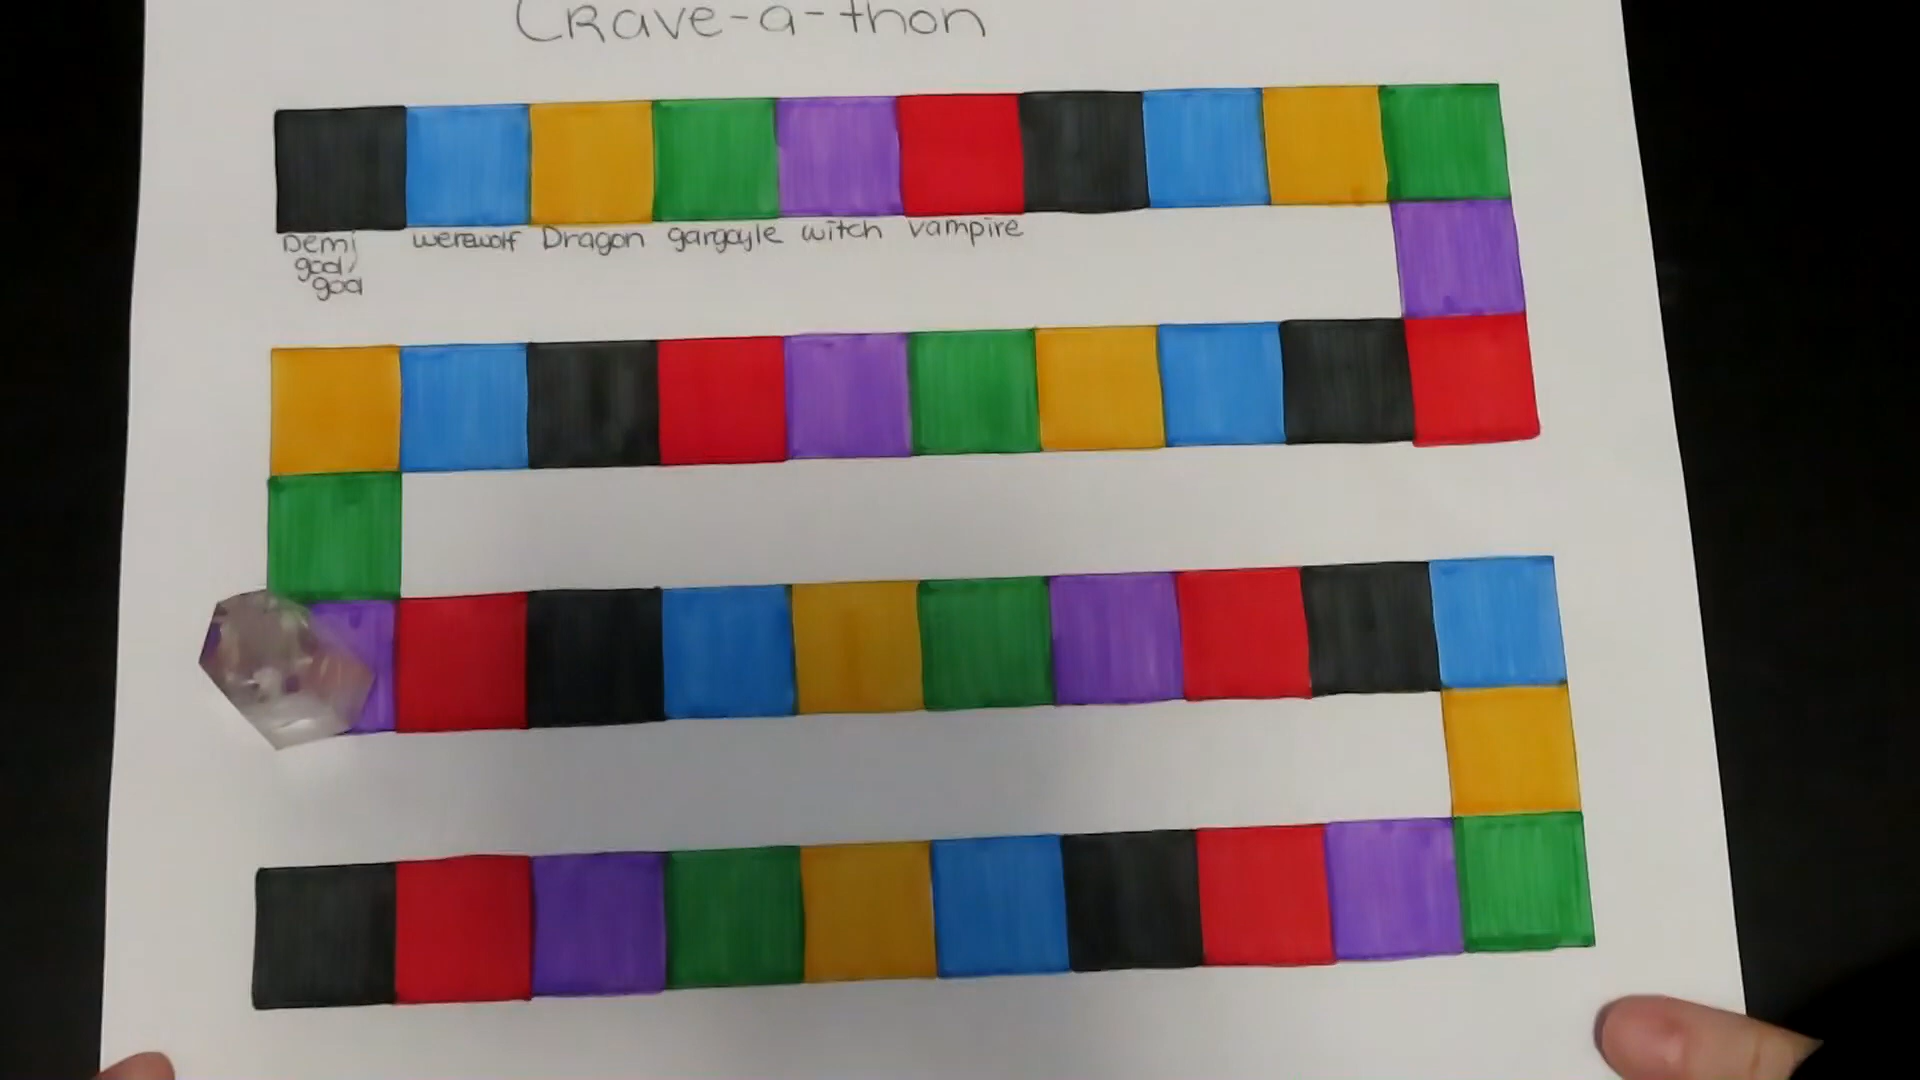 Crave-a-thon
Demi god/ god
werewolf
Dragon
gargoyle
witch
vampire